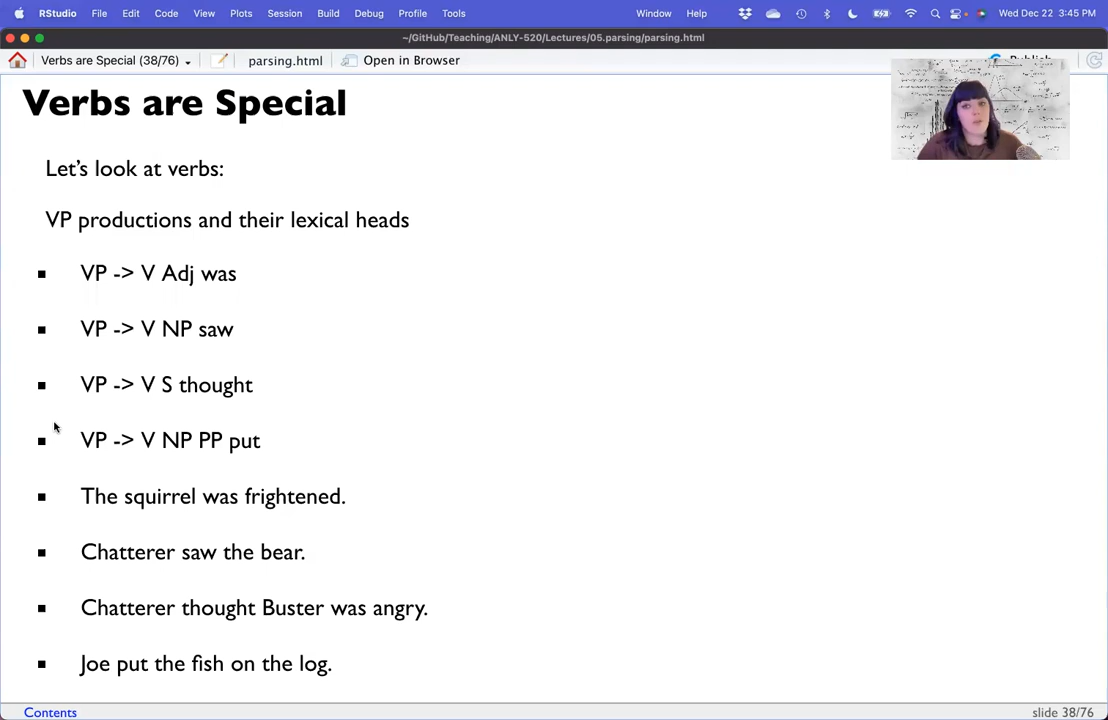 RStudio File Edit Code View Plots Session Build Debug Profile Tools Window Help Wed Dec 22 3:45 PM
~/GitHub/Teaching/ANLY-520/Lectures/05.parsing/parsing.html
Verbs are Special (38/76) parsing.html Open in Browser
Verbs are Special
Let's look at verbs:
VP productions and their lexical heads
VP -> V Adj was
VP -> V NP saw
VP -> V S thought
VP -> V NP PP put
The squirrel was frightened.
Chatterer saw the bear.
Chatterer thought Buster was angry.
Joe put the fish on the log.
Contents slide 38/76